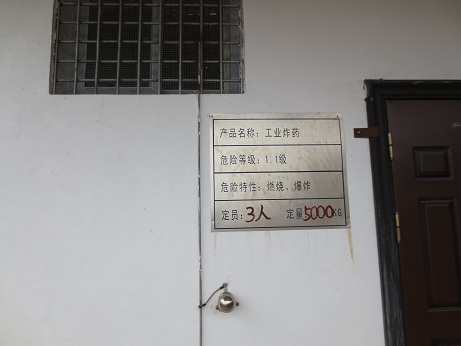 产品名称：工业炸药
危险等级：1.1级
危险特性：燃烧、爆炸
定员：3人 定量5000KG